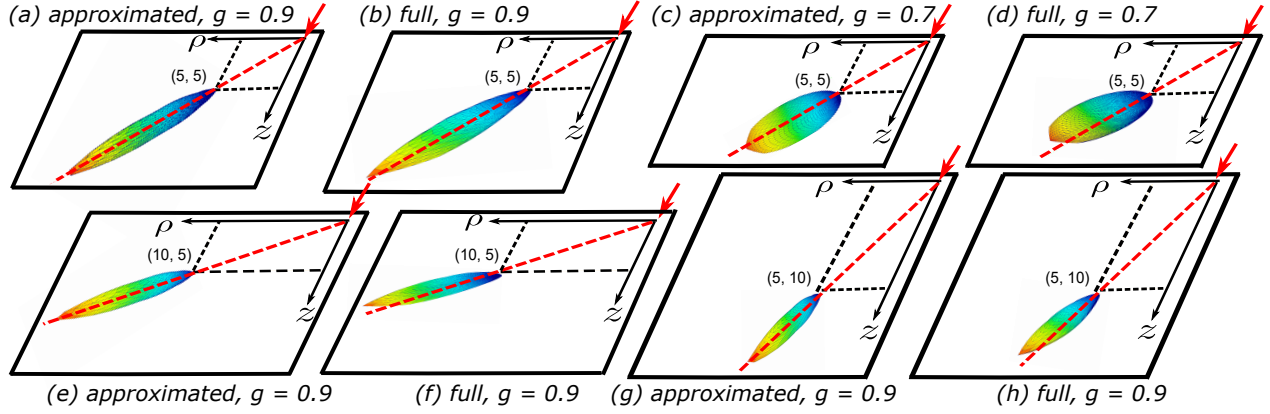 (a) approximated, g = 0.9
(b) full, g = 0.9
(c) approximated, g = 0.7
(d) full, g = 0.7
ρ
(5, 5)
z
ρ
(5, 5)
z
ρ
(5, 5)
z
ρ
(5, 5)
z
ρ
(10, 5)
z
ρ
(10, 5)
z
ρ
(5, 10)
z
ρ
(5, 10)
z
(e) approximated, g = 0.9
(f) full, g = 0.9
(g) approximated, g = 0.9
(h) full, g = 0.9